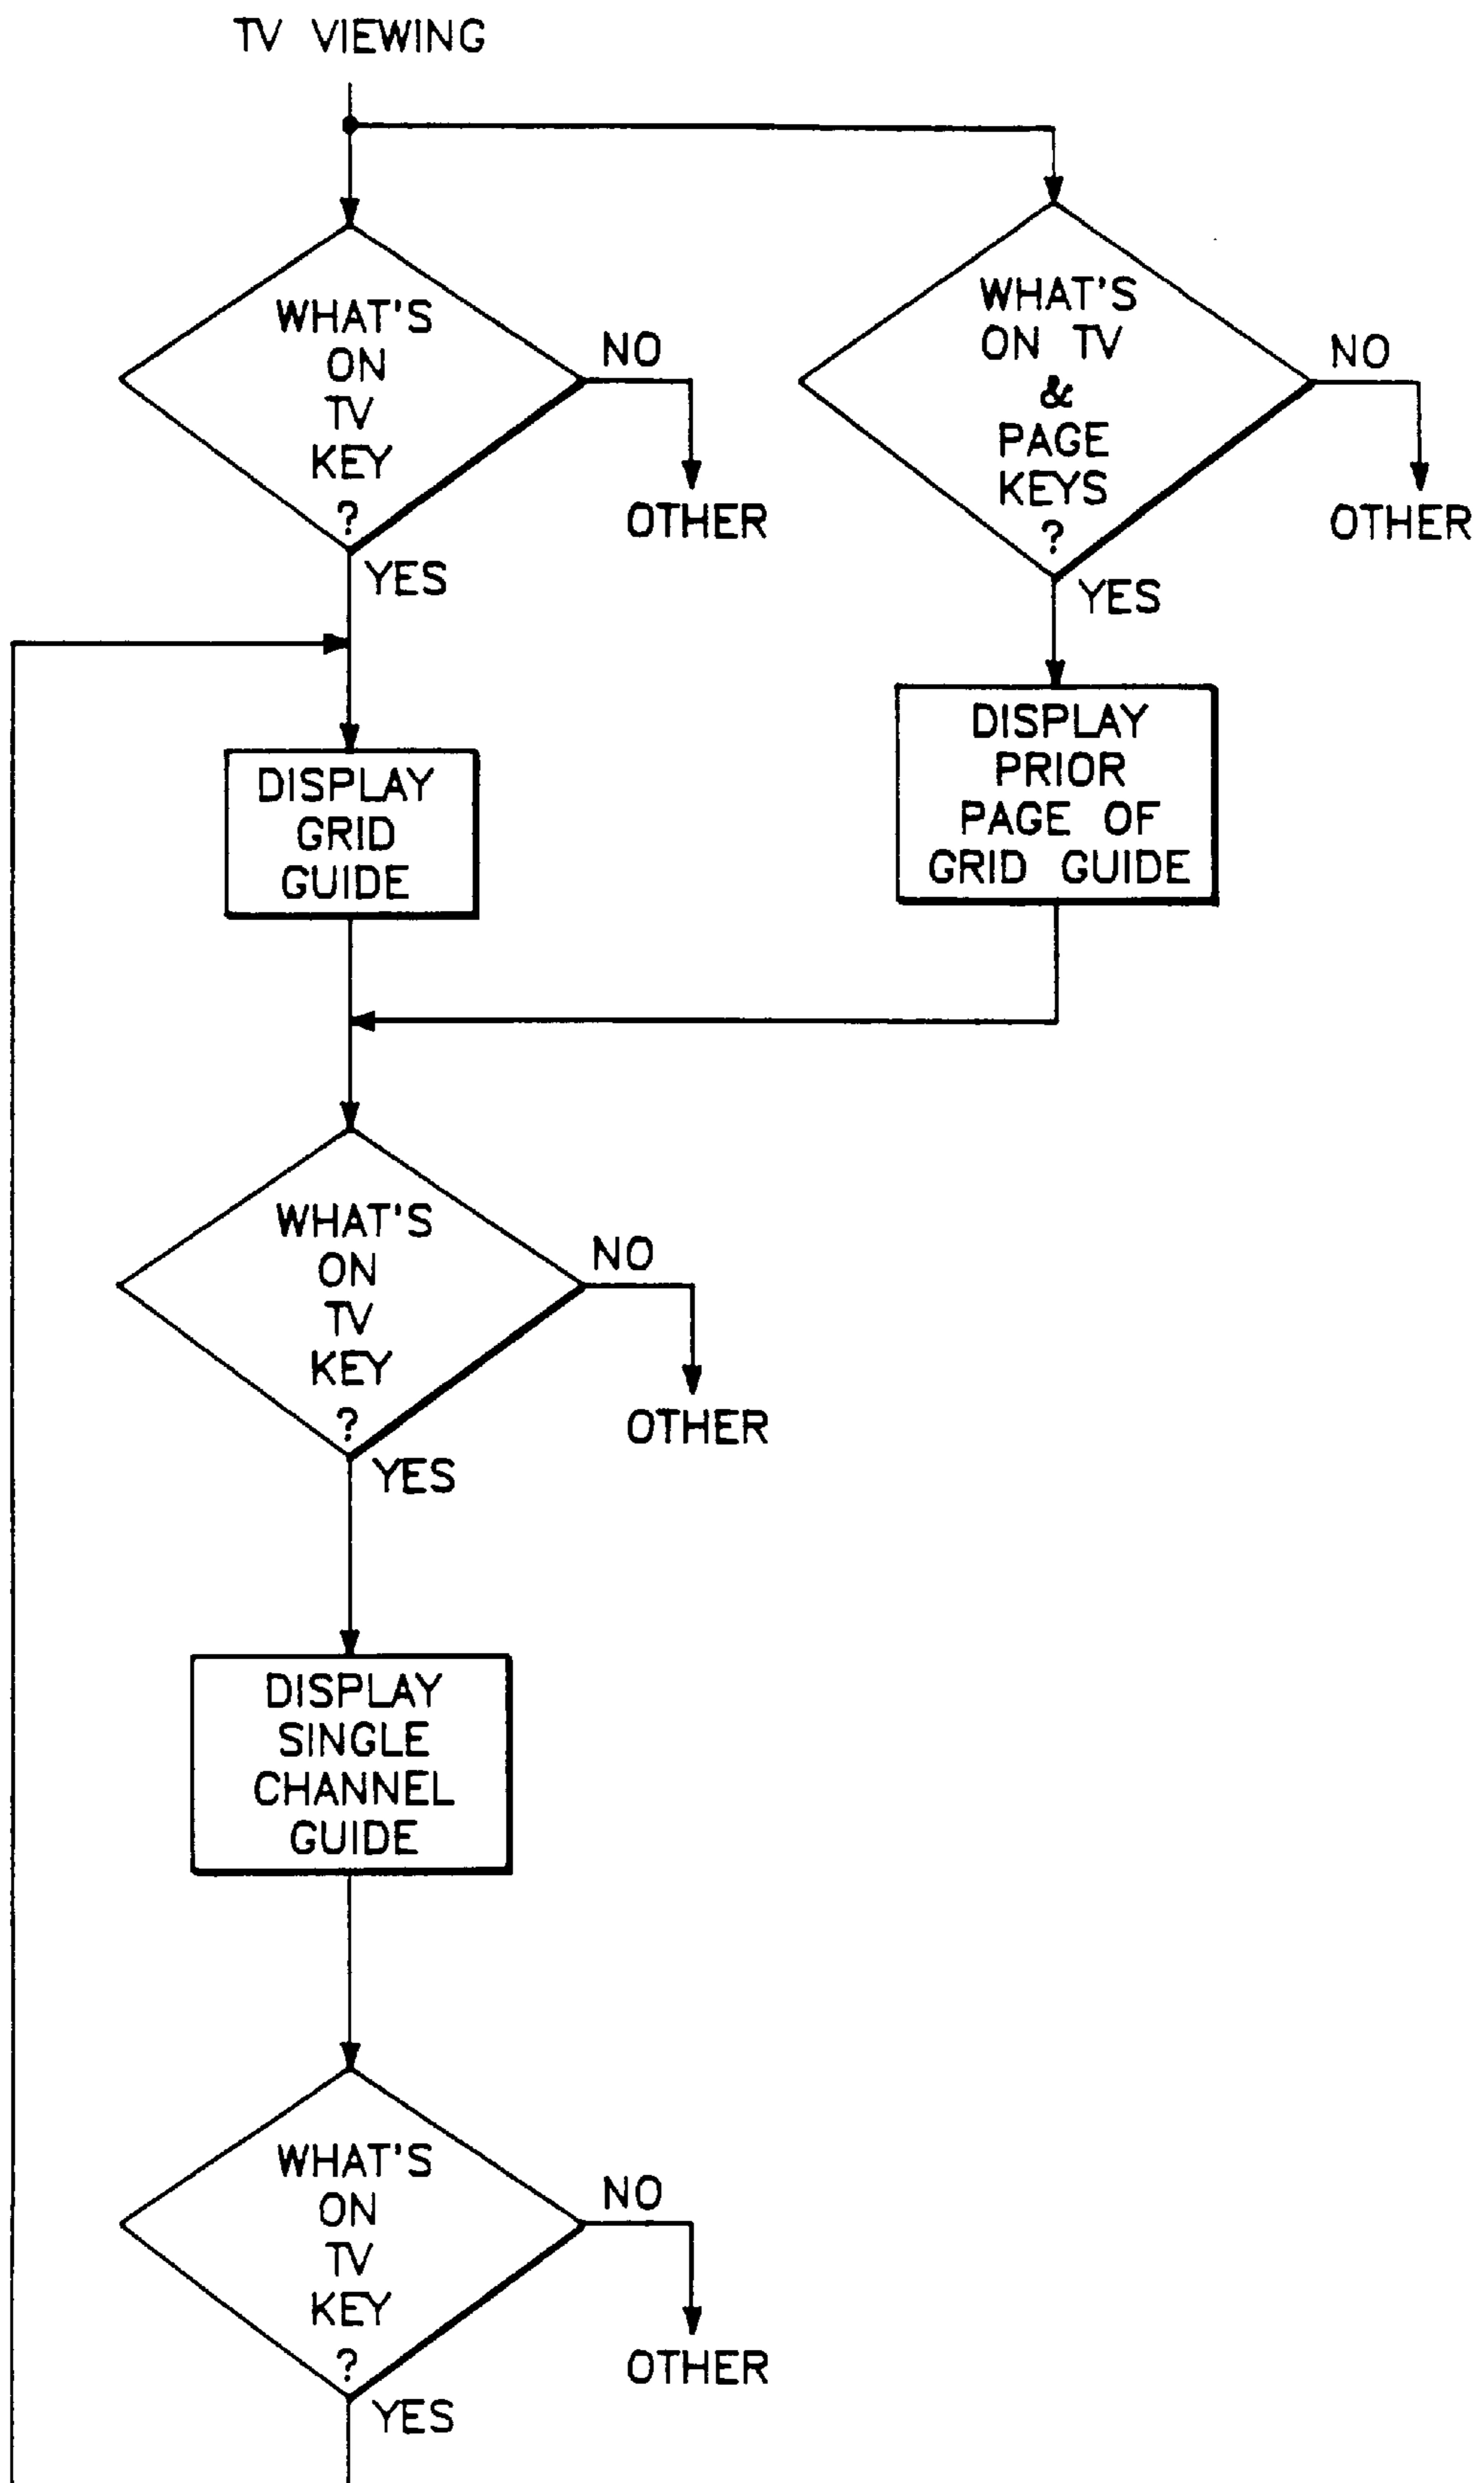 TV VIEWING
WHAT'S
ON
TV
KEY
?
NO
OTHER
YES
WHAT'S
ON TV
&
PAGE
KEYS
?
NO
OTHER
YES
DISPLAY
GRID
GUIDE
DISPLAY
PRIOR
PAGE OF
GRID GUIDE
WHAT'S
ON
TV
KEY
?
NO
OTHER
YES
DISPLAY
SINGLE
CHANNEL
GUIDE
WHAT'S
ON
TV
KEY
?
NO
OTHER
YES